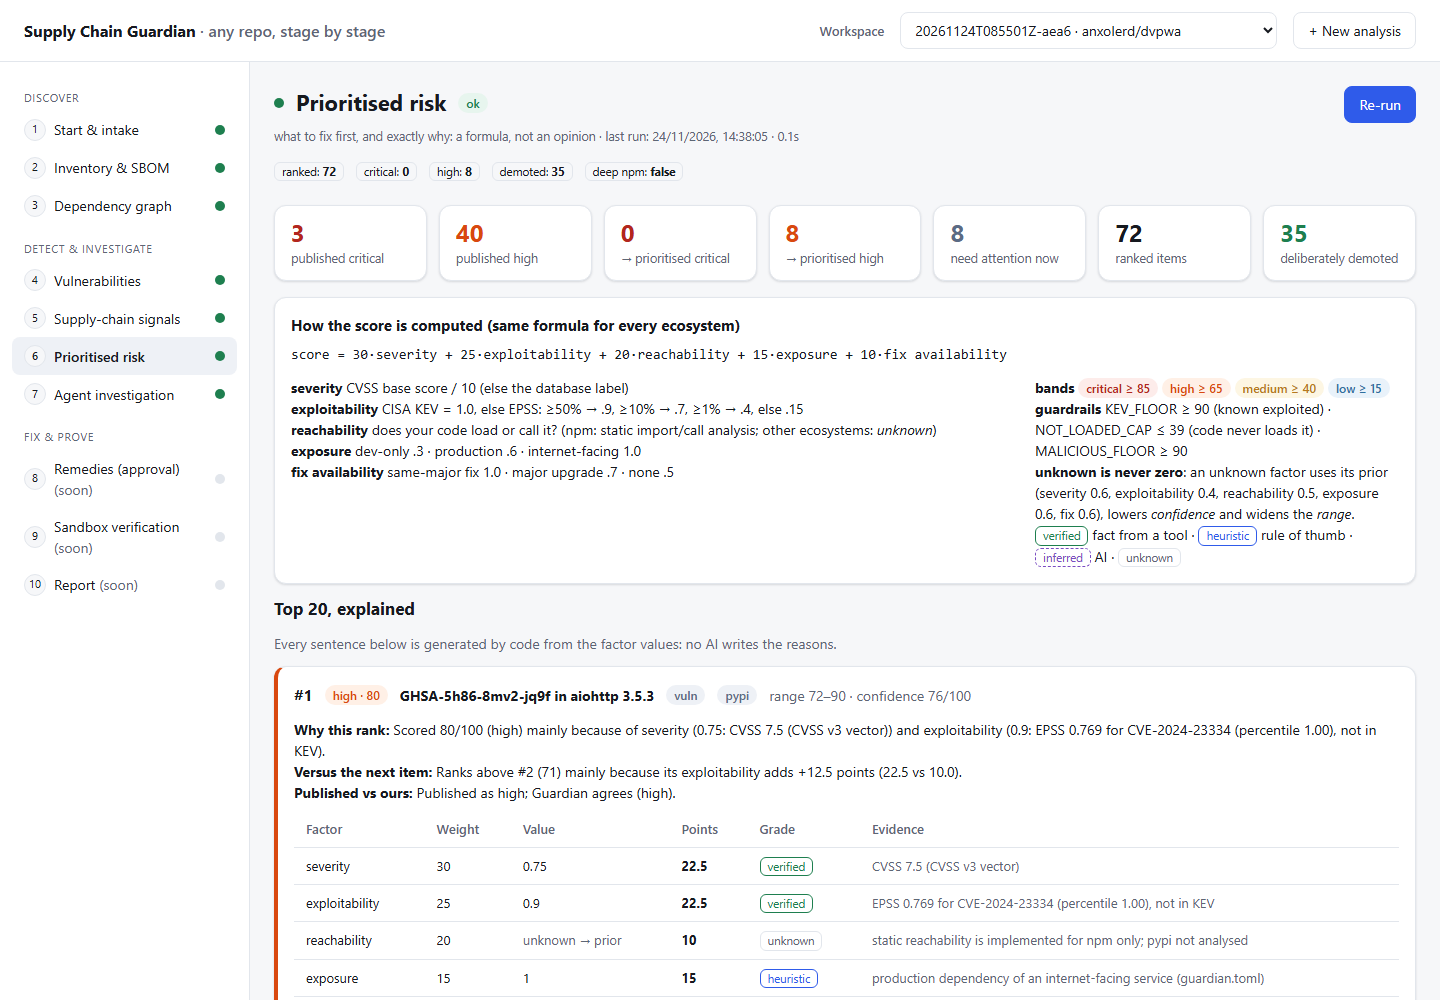 Supply Chain Guardian · any repo, stage by stage
Workspace
20261124T085501Z-aea6 · anxolerd/dvpwa
+ New analysis
DISCOVER
1 Start & intake
2 Inventory & SBOM
3 Dependency graph
DETECT & INVESTIGATE
4 Vulnerabilities
5 Supply-chain signals
6 Prioritised risk
7 Agent investigation
FIX & PROVE
8 Remedies (approval)
(soon)
9 Sandbox verification
(soon)
10 Report (soon)
Prioritised risk ok
Re-run
what to fix first, and exactly why: a formula, not an opinion · last run: 24/11/2026, 14:38:05 · 0.1s
ranked: 72 critical: 0 high: 8 demoted: 35 deep npm: false
3
published critical
40
published high
0
→ prioritised critical
8
→ prioritised high
8
need attention now
72
ranked items
35
deliberately demoted
How the score is computed (same formula for every ecosystem)
score = 30·severity + 25·exploitability + 20·reachability + 15·exposure + 10·fix availability
severity CVSS base score / 10 (else the database label)
exploitability CISA KEV = 1.0, else EPSS: ≥50% → .9, ≥10% → .7, ≥1% → .4, else .15
reachability does your code load or call it? (npm: static import/call analysis; other ecosystems: unknown)
exposure dev-only .3 · production .6 · internet-facing 1.0
fix availability same-major fix 1.0 · major upgrade .7 · none .5
bands critical ≥ 85 high ≥ 65 medium ≥ 40 low ≥ 15
guardrails KEV_FLOOR ≥ 90 (known exploited) ·
NOT_LOADED_CAP ≤ 39 (code never loads it) ·
MALICIOUS_FLOOR ≥ 90
unknown is never zero: an unknown factor uses its prior
(severity 0.6, exploitability 0.4, reachability 0.5, exposure
0.6, fix 0.6), lowers confidence and widens the range.
verified fact from a tool · heuristic rule of thumb ·
inferred AI · unknown
Top 20, explained
Every sentence below is generated by code from the factor values: no AI writes the reasons.
#1 high · 80 GHSA-5h86-8mv2-jq9f in aiohttp 3.5.3 vuln pypi range 72–90 · confidence 76/100
Why this rank: Scored 80/100 (high) mainly because of severity (0.75: CVSS 7.5 (CVSS v3 vector)) and exploitability (0.9: EPSS 0.769 for CVE-2024-23334 (percentile 1.00), not in
KEV).
Versus the next item: Ranks above #2 (71) mainly because its exploitability adds +12.5 points (22.5 vs 10.0).
Published vs ours: Published as high; Guardian agrees (high).
Factor Weight Value Points Grade Evidence
severity 30 0.75 22.5 verified CVSS 7.5 (CVSS v3 vector)
exploitability 25 0.9 22.5 verified EPSS 0.769 for CVE-2024-23334 (percentile 1.00), not in KEV
reachability 20 unknown → prior 10 unknown static reachability is implemented for npm only; pypi not analysed
exposure 15 1 15 heuristic production dependency of an internet-facing service (guardian.toml)